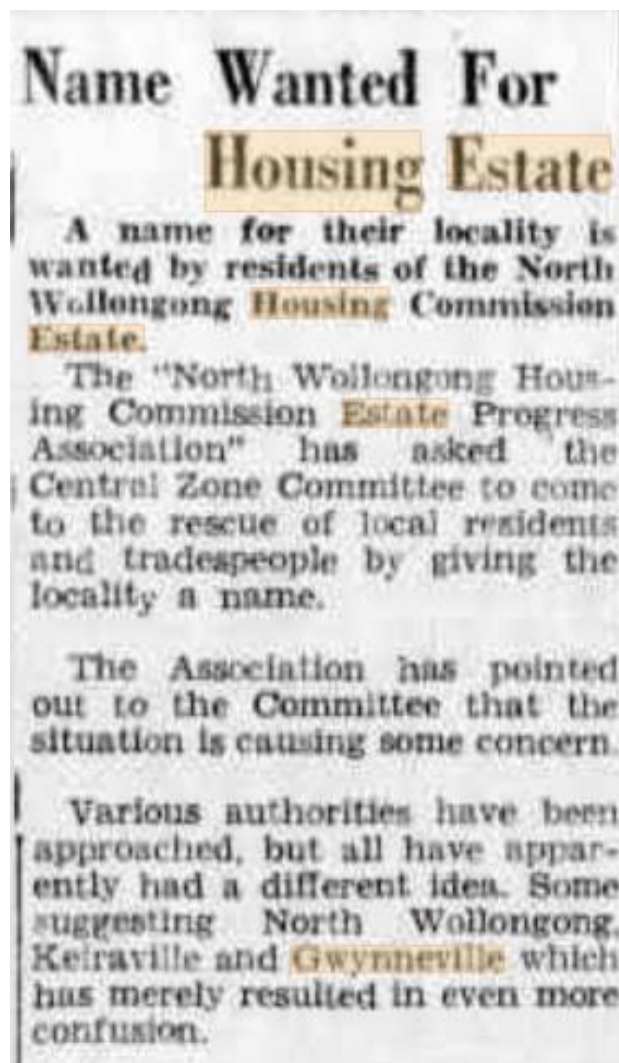 Name Wanted For
Housing Estate
A name for their locality is
wanted by residents of the North
Wollongong Housing Commission
Estate.
The "North Wollongong Hous-
ing Commission Estate Progress
Association" has asked the
Central Zone Committee to come
to the rescue of local residents
and tradespeople by giving the
locality a name.
The Association has pointed
out to the Committee that the
situation is causing some concern.
Various authorities have been
approached, but all have appar-
ently had a different idea. Some
suggesting North Wollongong,
Keiraville and Gwynneville which
has merely resulted in even more
confusion.